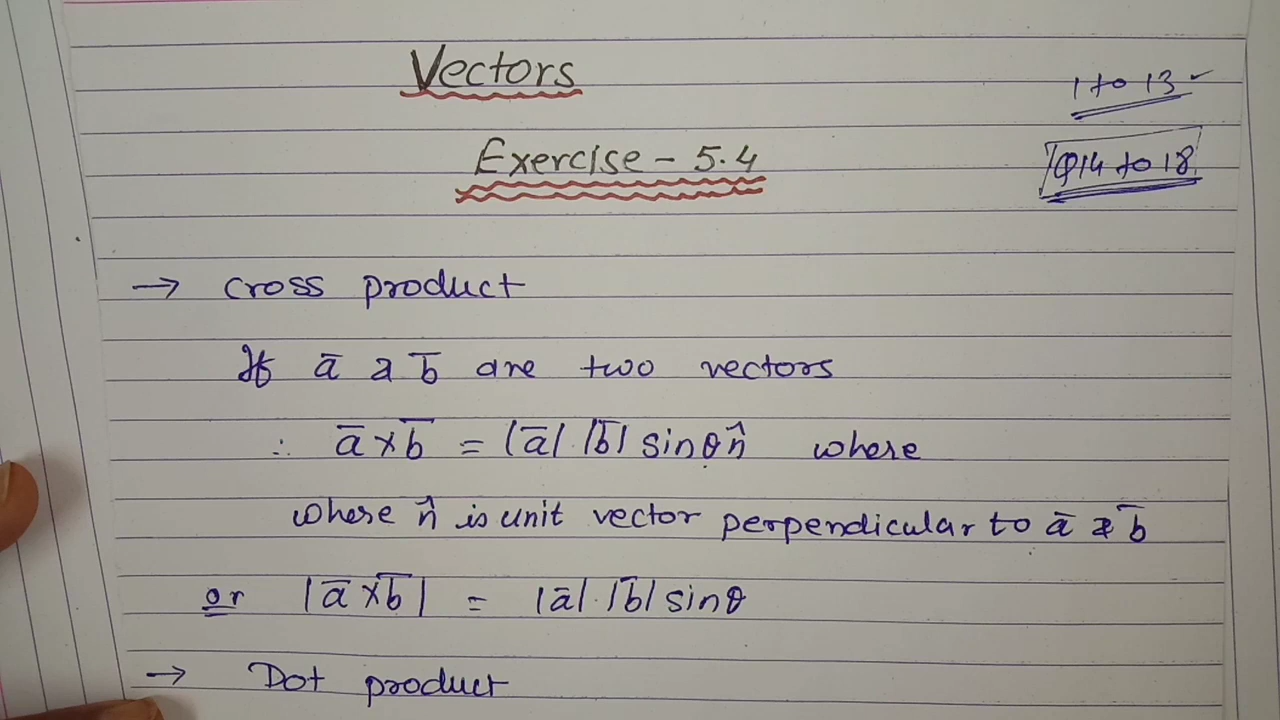 Vectors
1 to 13 ✓
Exercise - 5.4
Q14 to 18
→ cross product
If a̅ & b̅ are two vectors
∴ a̅ × b̅ = |a̅| |b̅| sinθ n̂ where
where n̂ is unit vector perpendicular to a̅ & b̅
or |a̅ × b̅| = |a̅|·|b̅| sinθ
→ Dot product